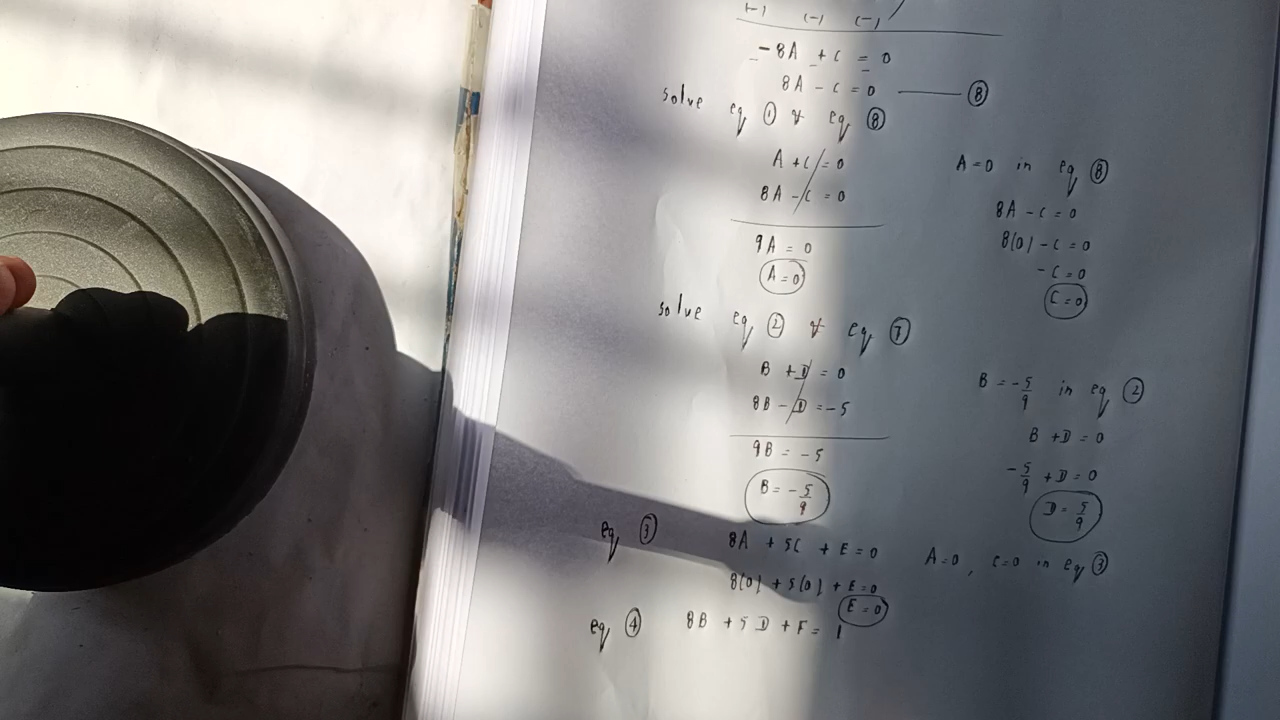 (-) (-) (-)
-8A + C = 0
8A - C = 0 ——— ⑧
solve eq ① & eq ⑧
A + C = 0
8A - C = 0
9A = 0
A = 0
A = 0 in eq ⑧
8A - C = 0
8(0) - C = 0
-C = 0
C = 0
solve eq ② & eq ⑦
B + D = 0
8B - D = -5
9B = -5
B = -5/9
B = -5/9 in eq ②
B + D = 0
-5/9 + D = 0
D = 5/9
eq ③ 8A + 5C + E = 0 A=0, C=0 in eq ③
8(0) + 5(0) + E = 0
E = 0
eq ④ 8B + 5D + F = 1